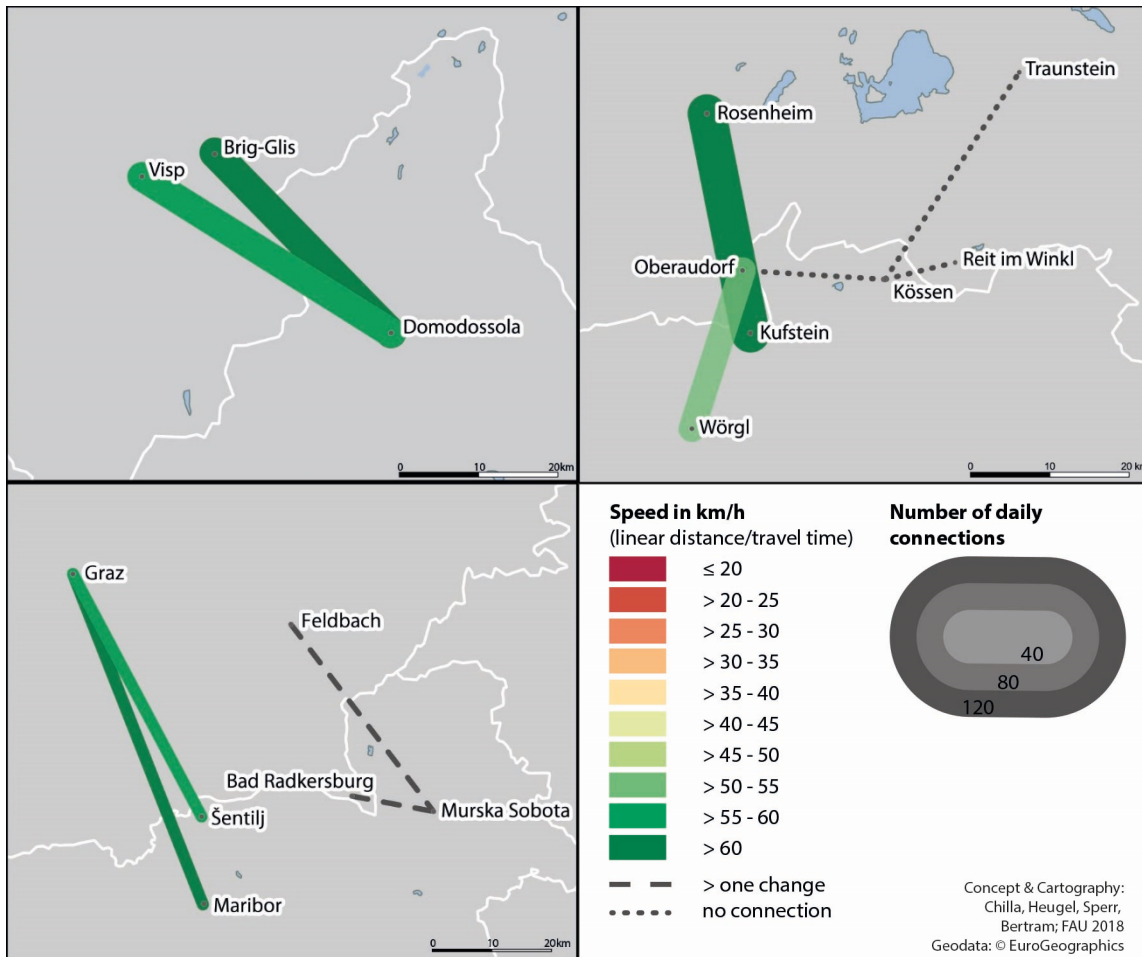 Brig-Glis
Visp
Domodossola
0 10 20km
Traunstein
Rosenheim
Oberaudorf
Reit im Winkl
Kössen
Kufstein
Wörgl
0 10 20 km
Graz
Feldbach
Bad Radkersburg
Šentilj
Murska Sobota
Maribor
0 10 20km
Speed in km/h
(linear distance/travel time)
≤ 20
> 20 - 25
> 25 - 30
> 30 - 35
> 35 - 40
> 40 - 45
> 45 - 50
> 50 - 55
> 55 - 60
> 60
> one change
no connection
Number of daily
connections
40
80
120
Concept & Cartography:
Chilla, Heugel, Sperr,
Bertram; FAU 2018
Geodata: © EuroGeographics